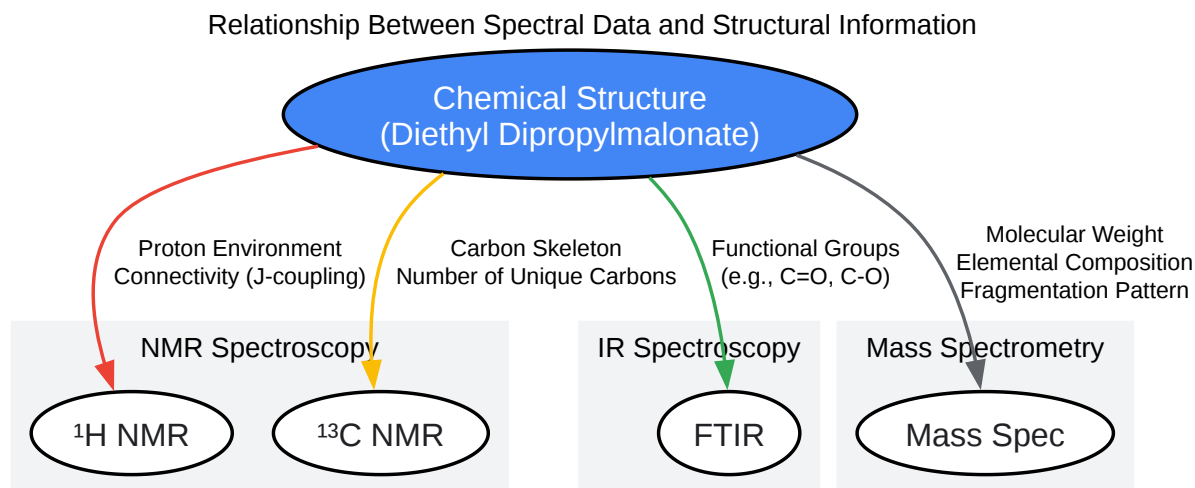 Relationship Between Spectral Data and Structural Information
Chemical Structure
(Diethyl Dipropylmalonate)
Proton Environment
Connectivity (J-coupling)
Carbon Skeleton
Number of Unique Carbons
Functional Groups
(e.g., C=O, C-O)
Molecular Weight
Elemental Composition
Fragmentation Pattern
NMR Spectroscopy
IR Spectroscopy
Mass Spectrometry
¹H NMR
¹³C NMR
FTIR
Mass Spec